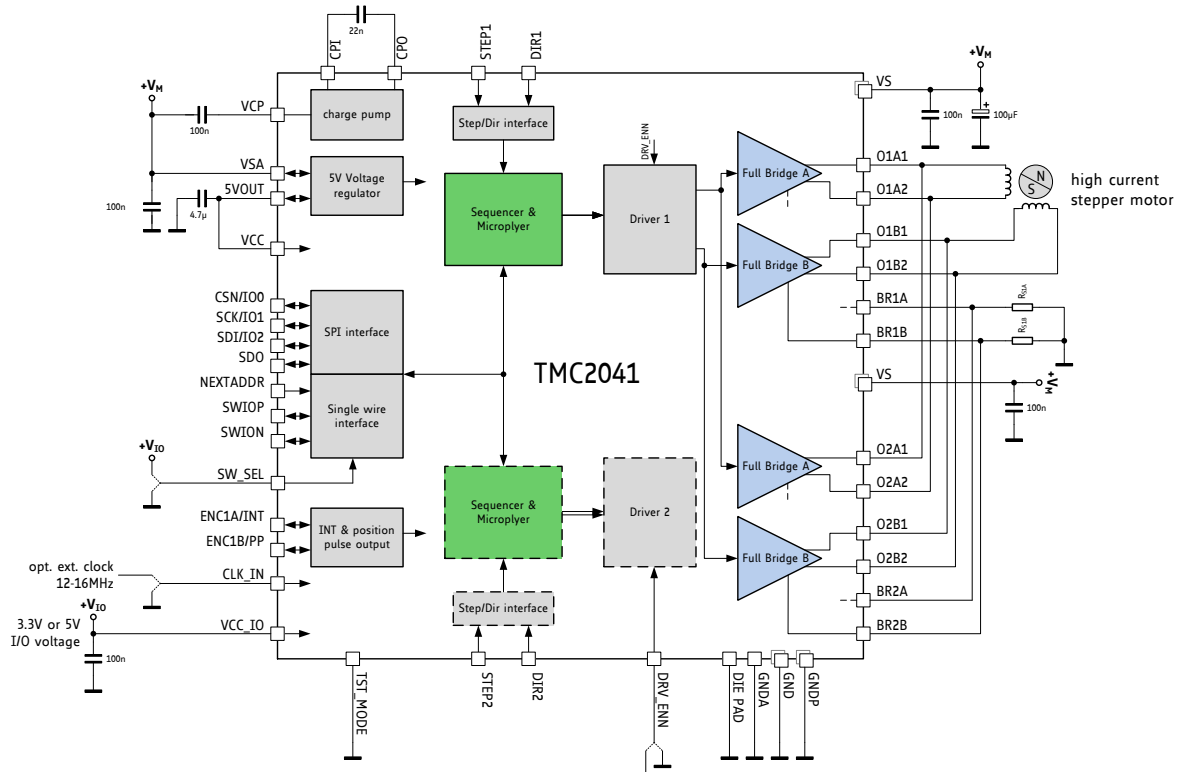 22n
CPI
CPO
STEP1
DIR1
+VM
VCP
100n
charge pump
Step/Dir interface
DRV_ENN
VS
+VM
100n
+
100µF
VSA
5VOUT
5V Voltage
regulator
100n
4.7µ
VCC
Sequencer &
Microplyer
Driver 1
Full Bridge A
Full Bridge B
O1A1
O1A2
O1B1
O1B2
BR1A
BR1B
N
S
high current
stepper motor
RS1A
RS1B
CSN/IO0
SCK/IO1
SDI/IO2
SDO
NEXTADDR
SWIOP
SWION
SPI interface
Single wire
interface
TMC2041
VS
+VM
100n
+VIO
SW_SEL
ENC1A/INT
ENC1B/PP
INT & position
pulse output
Sequencer &
Microplyer
Driver 2
Full Bridge A
Full Bridge B
O2A1
O2A2
O2B1
O2B2
BR2A
BR2B
opt. ext. clock
12-16MHz
CLK_IN
+VIO
3.3V or 5V
I/O voltage
VCC_IO
100n
Step/Dir interface
TST_MODE
STEP2
DIR2
DRV_ENN
DIE PAD
GNDA
GND
GNDP